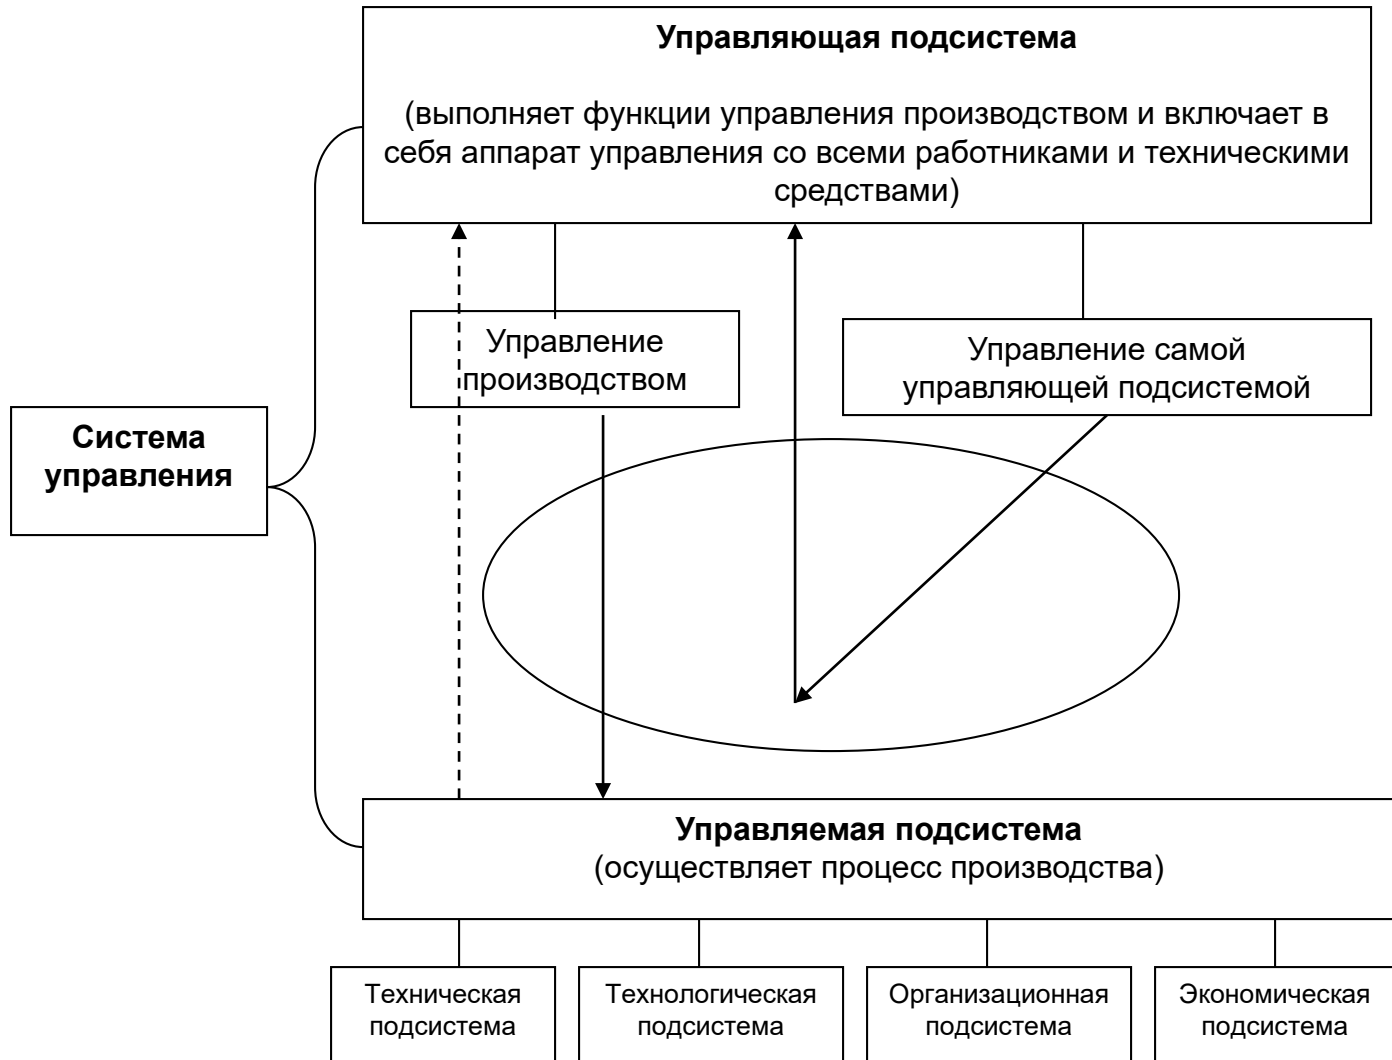 Управляющая подсистема
(выполняет функции управления производством и включает в
себя аппарат управления со всеми работниками и техническими
средствами)
Управление
производством
Управление самой
управляющей подсистемой
Система
управления
Управляемая подсистема
(осуществляет процесс производства)
Техническая
подсистема
Технологическая
подсистема
Организационная
подсистема
Экономическая
подсистема